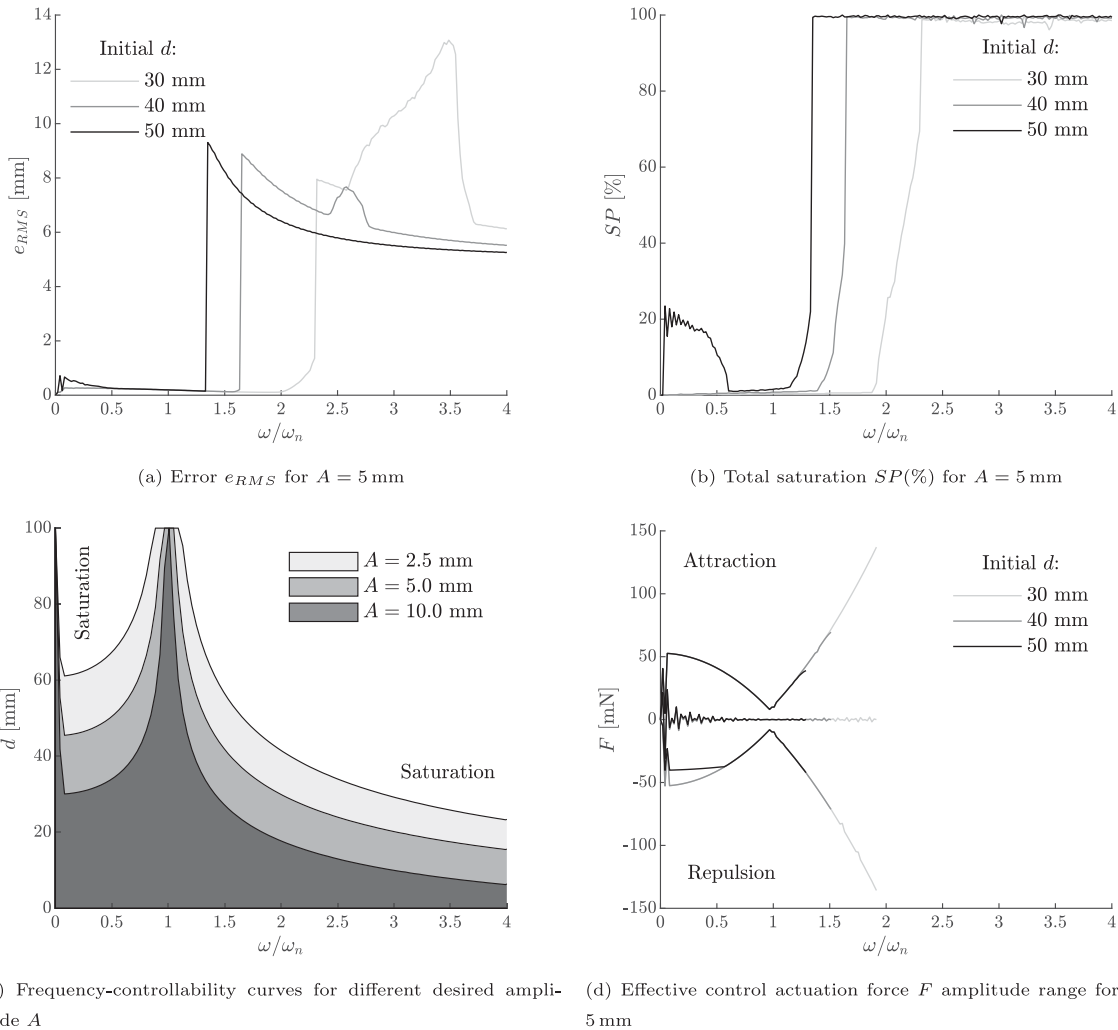 14
12
10
8
6
4
2
0
e_RMS [mm]
Initial d:
30 mm
40 mm
50 mm
0 0.5 1 1.5 2 2.5 3 3.5 4
ω/ω_n
(a) Error e_RMS for A = 5 mm
100
80
60
40
20
0
SP [%]
Initial d:
30 mm
40 mm
50 mm
0 0.5 1 1.5 2 2.5 3 3.5 4
ω/ω_n
(b) Total saturation SP(%) for A = 5 mm
100
80
60
40
20
0
d [mm]
Saturation
A = 2.5 mm
A = 5.0 mm
A = 10.0 mm
Saturation
0 0.5 1 1.5 2 2.5 3 3.5 4
ω/ω_n
) Frequency-controllability curves for different desired ampli-
de A
150
100
50
0
-50
-100
-150
F [mN]
Attraction
Initial d:
30 mm
40 mm
50 mm
Repulsion
0 0.5 1 1.5 2 2.5 3 3.5 4
ω/ω_n
(d) Effective control actuation force F amplitude range for
5 mm